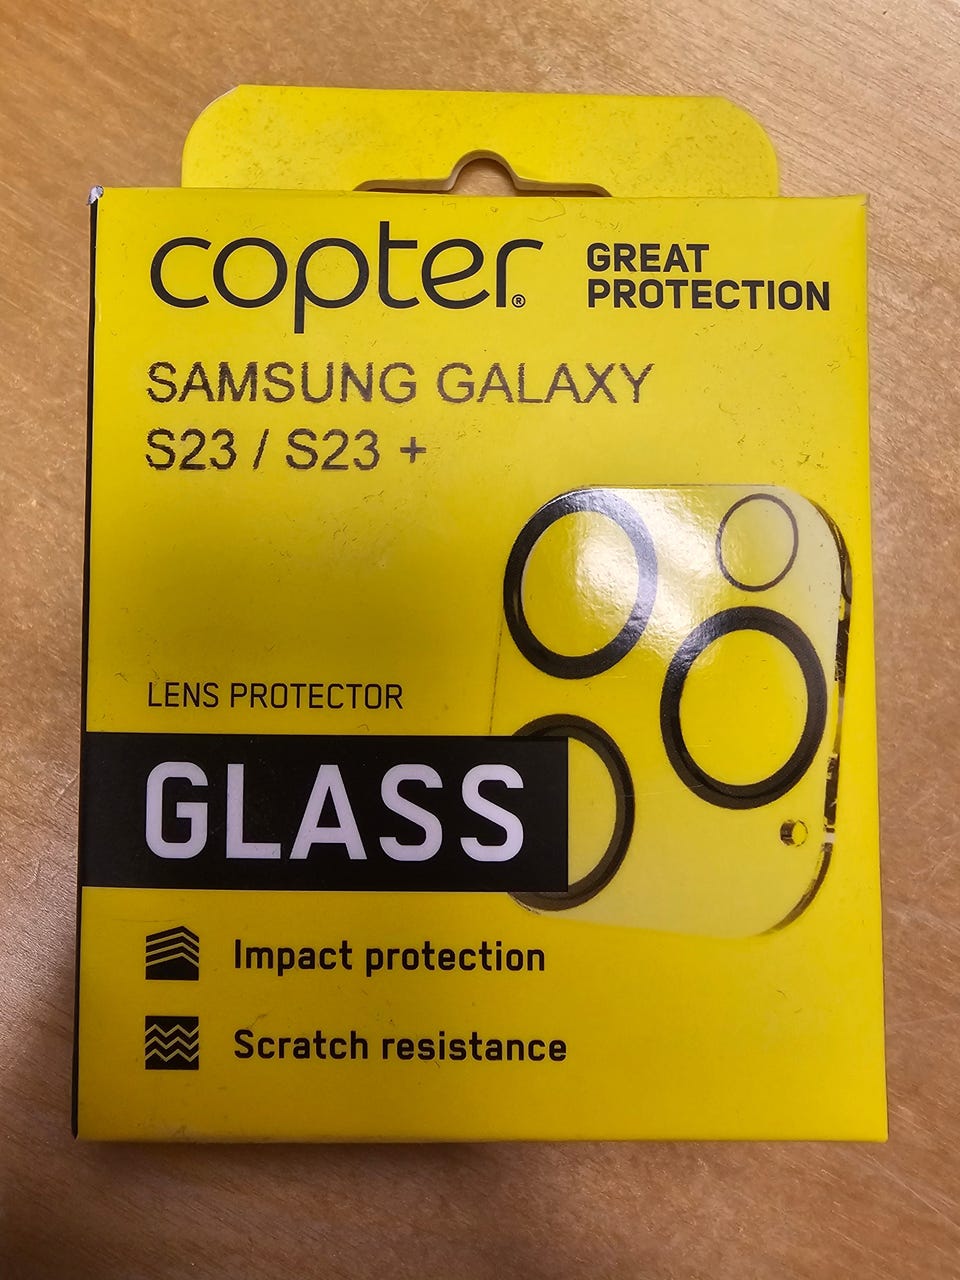 copter®
GREAT
PROTECTION
SAMSUNG GALAXY
S23 / S23 +
LENS PROTECTOR
GLASS
Impact protection
Scratch resistance